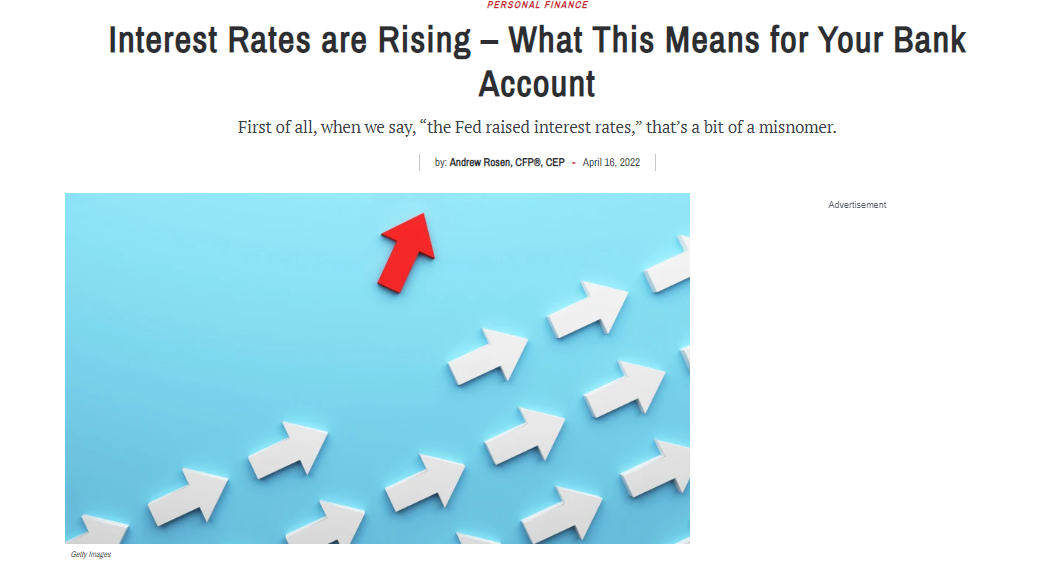 PERSONAL FINANCE
Interest Rates are Rising – What This Means for Your Bank
Account
First of all, when we say, “the Fed raised interest rates,” that’s a bit of a misnomer.
by: Andrew Rosen, CFP®, CEP - April 16, 2022
Advertisement
Getty Images